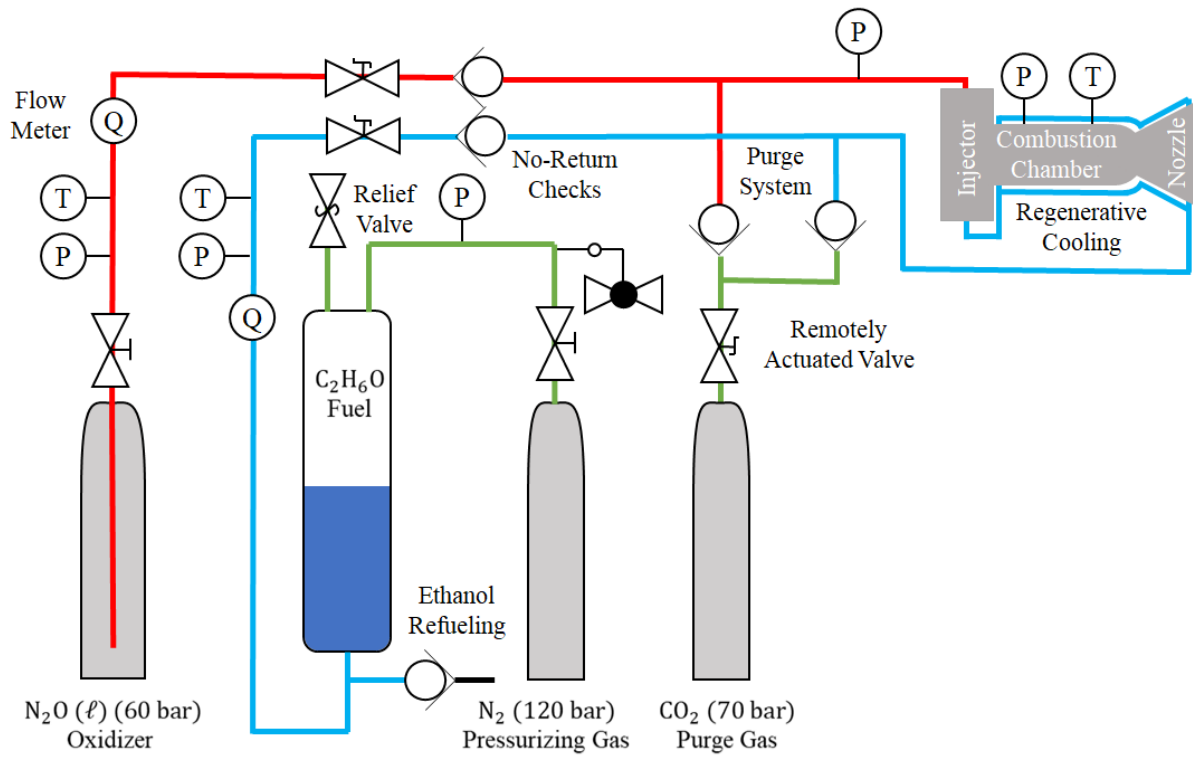 P
Flow
Meter
Q
P
T
Injector
Combustion
Chamber
Nozzle
No-Return
Checks
Purge
System
T
T
Relief
Valve
P
Regenerative
Cooling
P
P
Q
Remotely
Actuated Valve
C₂H₆O
Fuel
Ethanol
Refueling
N₂O (ℓ) (60 bar)
Oxidizer
N₂ (120 bar)
Pressurizing Gas
CO₂ (70 bar)
Purge Gas